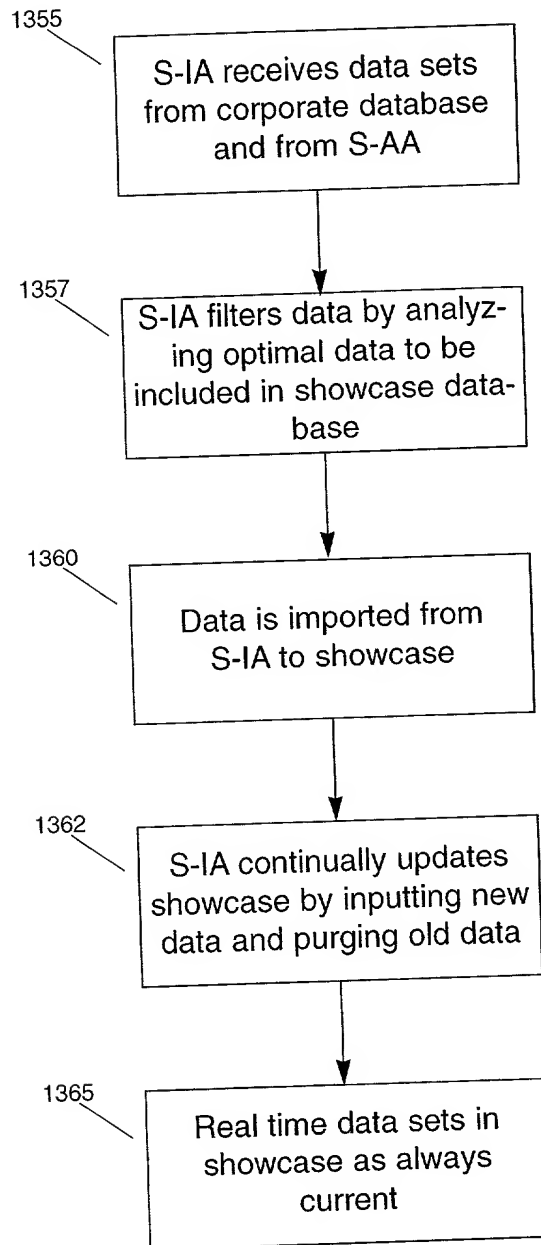 1355
S-IA receives data sets
from corporate database
and from S-AA
1357
S-IA filters data by analyz-
ing optimal data to be
included in showcase data-
base
1360
Data is imported from
S-IA to showcase
1362
S-IA continually updates
showcase by inputting new
data and purging old data
1365
Real time data sets in
showcase as always
current